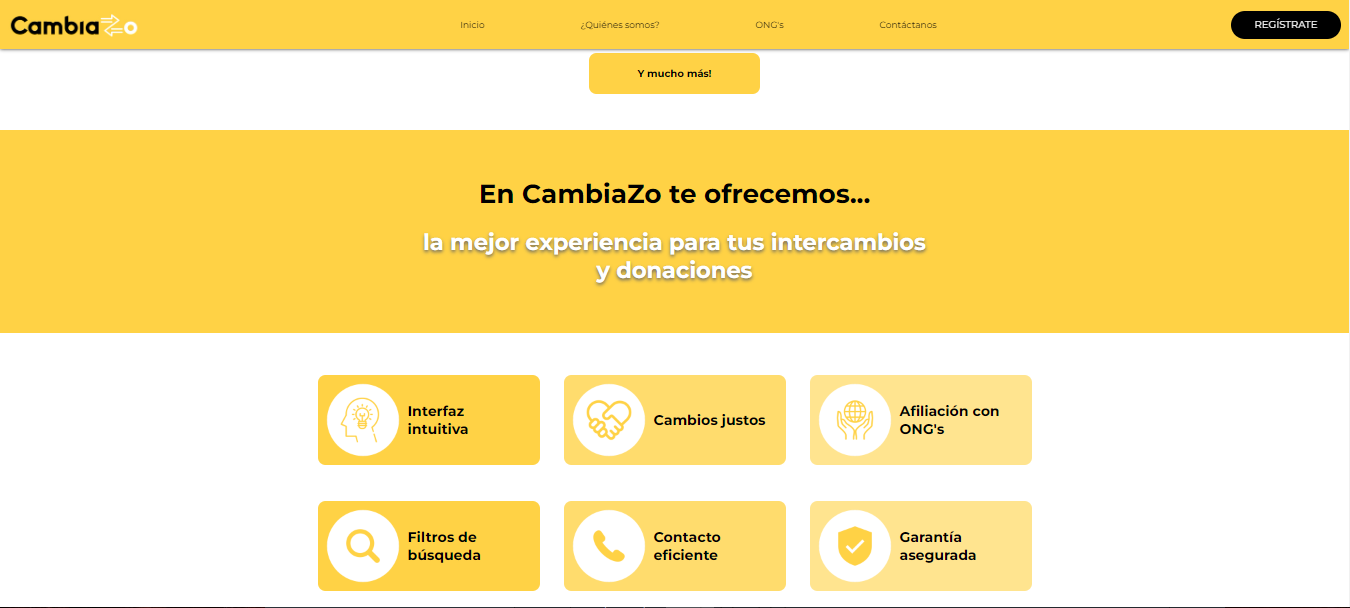 CambiaZo
Inicio
¿Quiénes somos?
ONG's
Contáctanos
REGÍSTRATE
Y mucho más!
En CambiaZo te ofrecemos...
la mejor experiencia para tus intercambios
y donaciones
Interfaz
intuitiva
Cambios justos
Afiliación con
ONG's
Filtros de
búsqueda
Contacto
eficiente
Garantía
asegurada